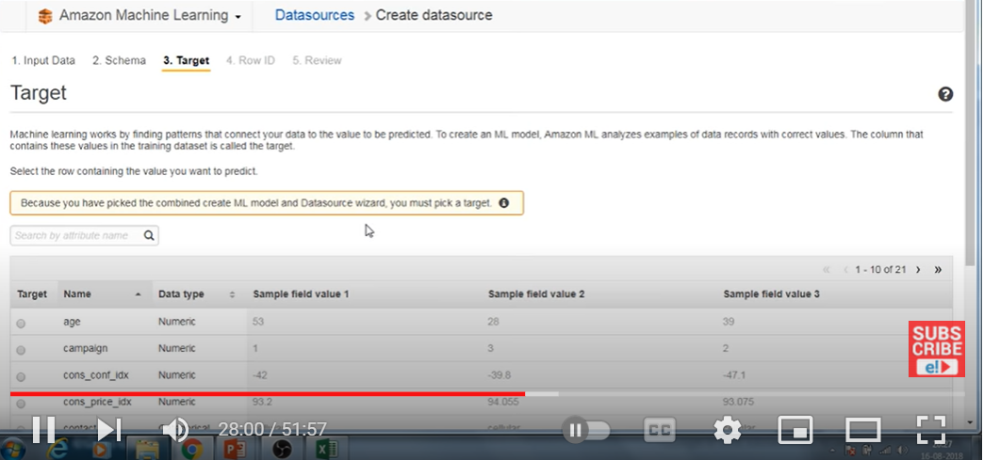 Amazon Machine Learning Datasources > Create datasource
1. Input Data 2. Schema 3. Target 4. Row ID 5. Review
Target
Machine learning works by finding patterns that connect your data to the value to be predicted. To create an ML model, Amazon ML analyzes examples of data records with correct values. The column that
contains these values in the training dataset is called the target.
Select the row containing the value you want to predict.
Because you have picked the combined create ML model and Datasource wizard, you must pick a target.
Search by attribute name
« < 1 - 10 of 21 > »
Target Name Data type Sample field value 1 Sample field value 2 Sample field value 3
age Numeric 53 28 39
campaign Numeric 1 3 2
cons_conf_idx Numeric -42 -39.8 -47.1
cons_price_idx Numeric 93.2 94.055 93.075
SUBS
CRIBE
e!
28:00 / 51:57
CC
16-08-2018